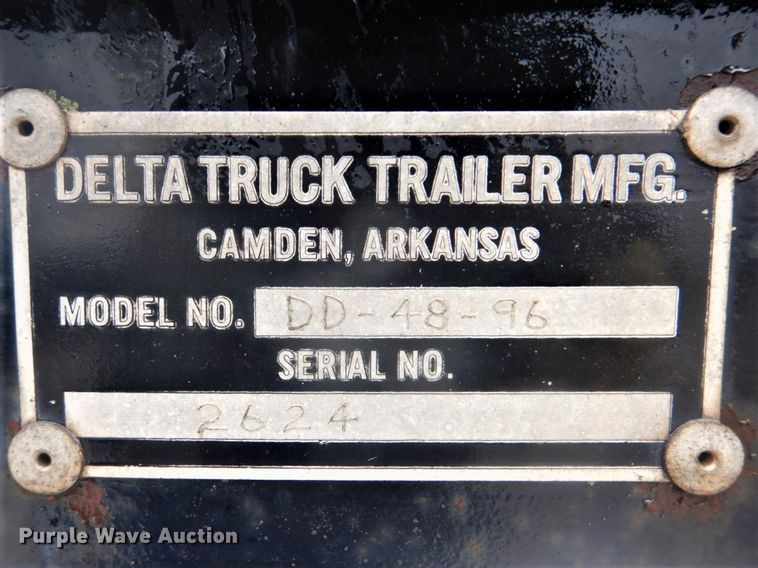 DELTA TRUCK TRAILER MFG.
CAMDEN, ARKANSAS
MODEL NO. DD-48-96
SERIAL NO.
2624
Purple Wave Auction